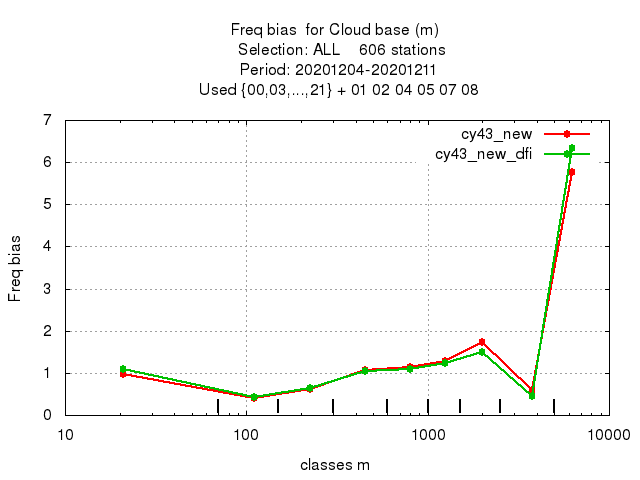 Freq bias  for Cloud base (m)
Selection: ALL    606 stations
Period: 20201204-20201211
Used {00,03,...,21} + 01 02 04 05 07 08
cy43_new
cy43_new_dfi
Freq bias
7
6
5
4
3
2
1
0
10
100
1000
10000
classes m